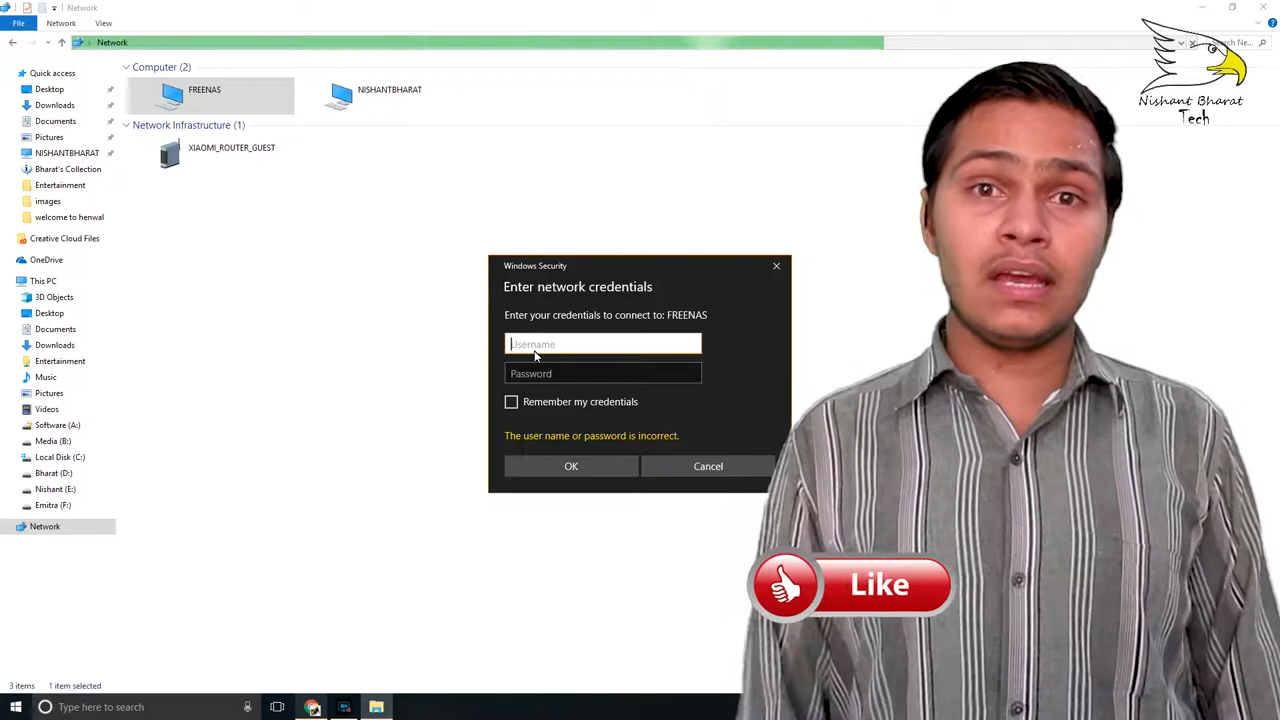 Network
File
Network
View
Network
Search Ne...
Quick access
Desktop
Downloads
Documents
Pictures
NISHANTBHARAT
Bharat's Collection
Entertainment
images
welcome to henwal
Creative Cloud Files
OneDrive
This PC
3D Objects
Desktop
Documents
Downloads
Entertainment
Music
Pictures
Videos
Software (A:)
Media (B:)
Local Disk (C:)
Bharat (D:)
Nishant (E:)
Emitra (F:)
Network
Computer (2)
FREENAS
NISHANTBHARAT
Network Infrastructure (1)
XIAOMI_ROUTER_GUEST
Windows Security
Enter network credentials
Enter your credentials to connect to: FREENAS
Username
Password
Remember my credentials
The user name or password is incorrect.
OK
Cancel
Nishant Bharat
Tech
Like
3 items
1 item selected
Type here to search